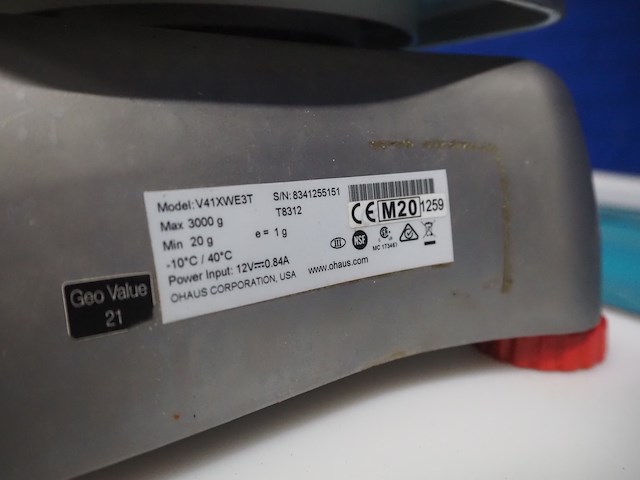 Model: V41XWE3T S/N: 8341255151
Max 3000 g T8312
Min 20 g e = 1 g
CE M20 1259
-10°C / 40°C
NSF
MC 173461
Power Input: 12V⎓0.84A
OHAUS CORPORATION, USA www.ohaus.com
Geo Value
21